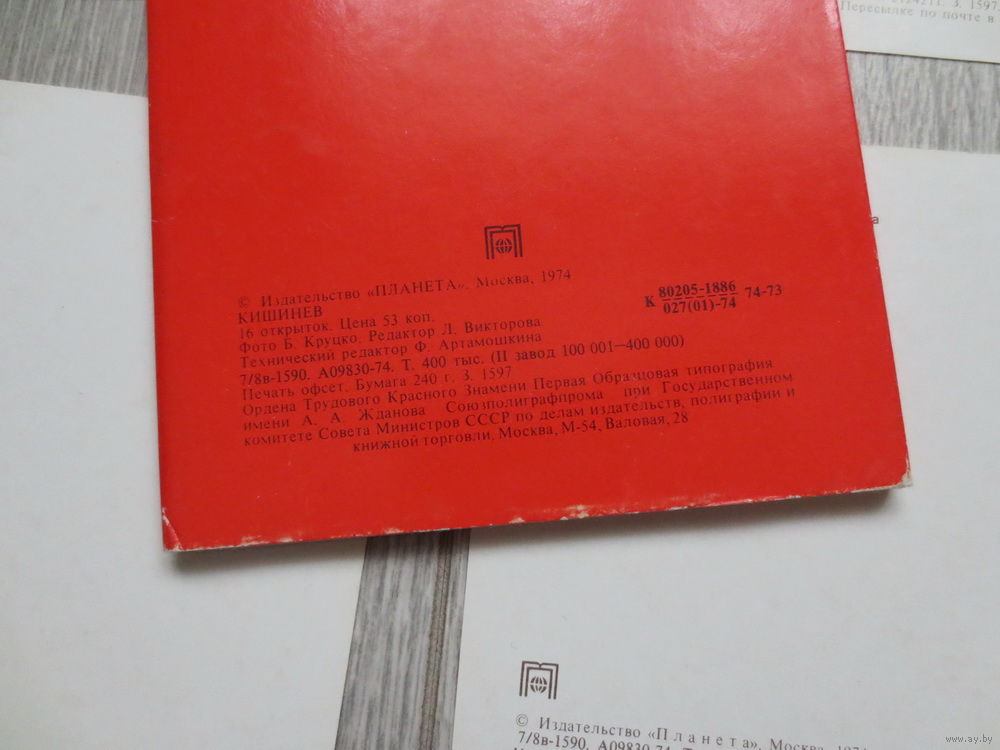 З. 1597.
Пересылке по почте в
а
© Издательство «ПЛАНЕТА», Москва, 1974
КИШИНЕВ
16 открыток. Цена 53 коп.
Фото Б. Круцко. Редактор Л. Викторова
Технический редактор Ф. Артамошкина
7/8в-1590. А09830-74. Т. 400 тыс. (II завод 100 001—400 000)
Печать офсет. Бумага 240 г. З. 1597
Ордена Трудового Красного Знамени Первая Образцовая типография
имени А. А. Жданова Союзполиграфпрома при Государственном
комитете Совета Министров СССР по делам издательств, полиграфии и
книжной торговли, Москва, М-54, Валовая, 28
К 80205-1886
027(01)-74 74-73
© Издательство «Планета», Москва, 1974
7/8в-1590. А09830-74.
www.ay.by